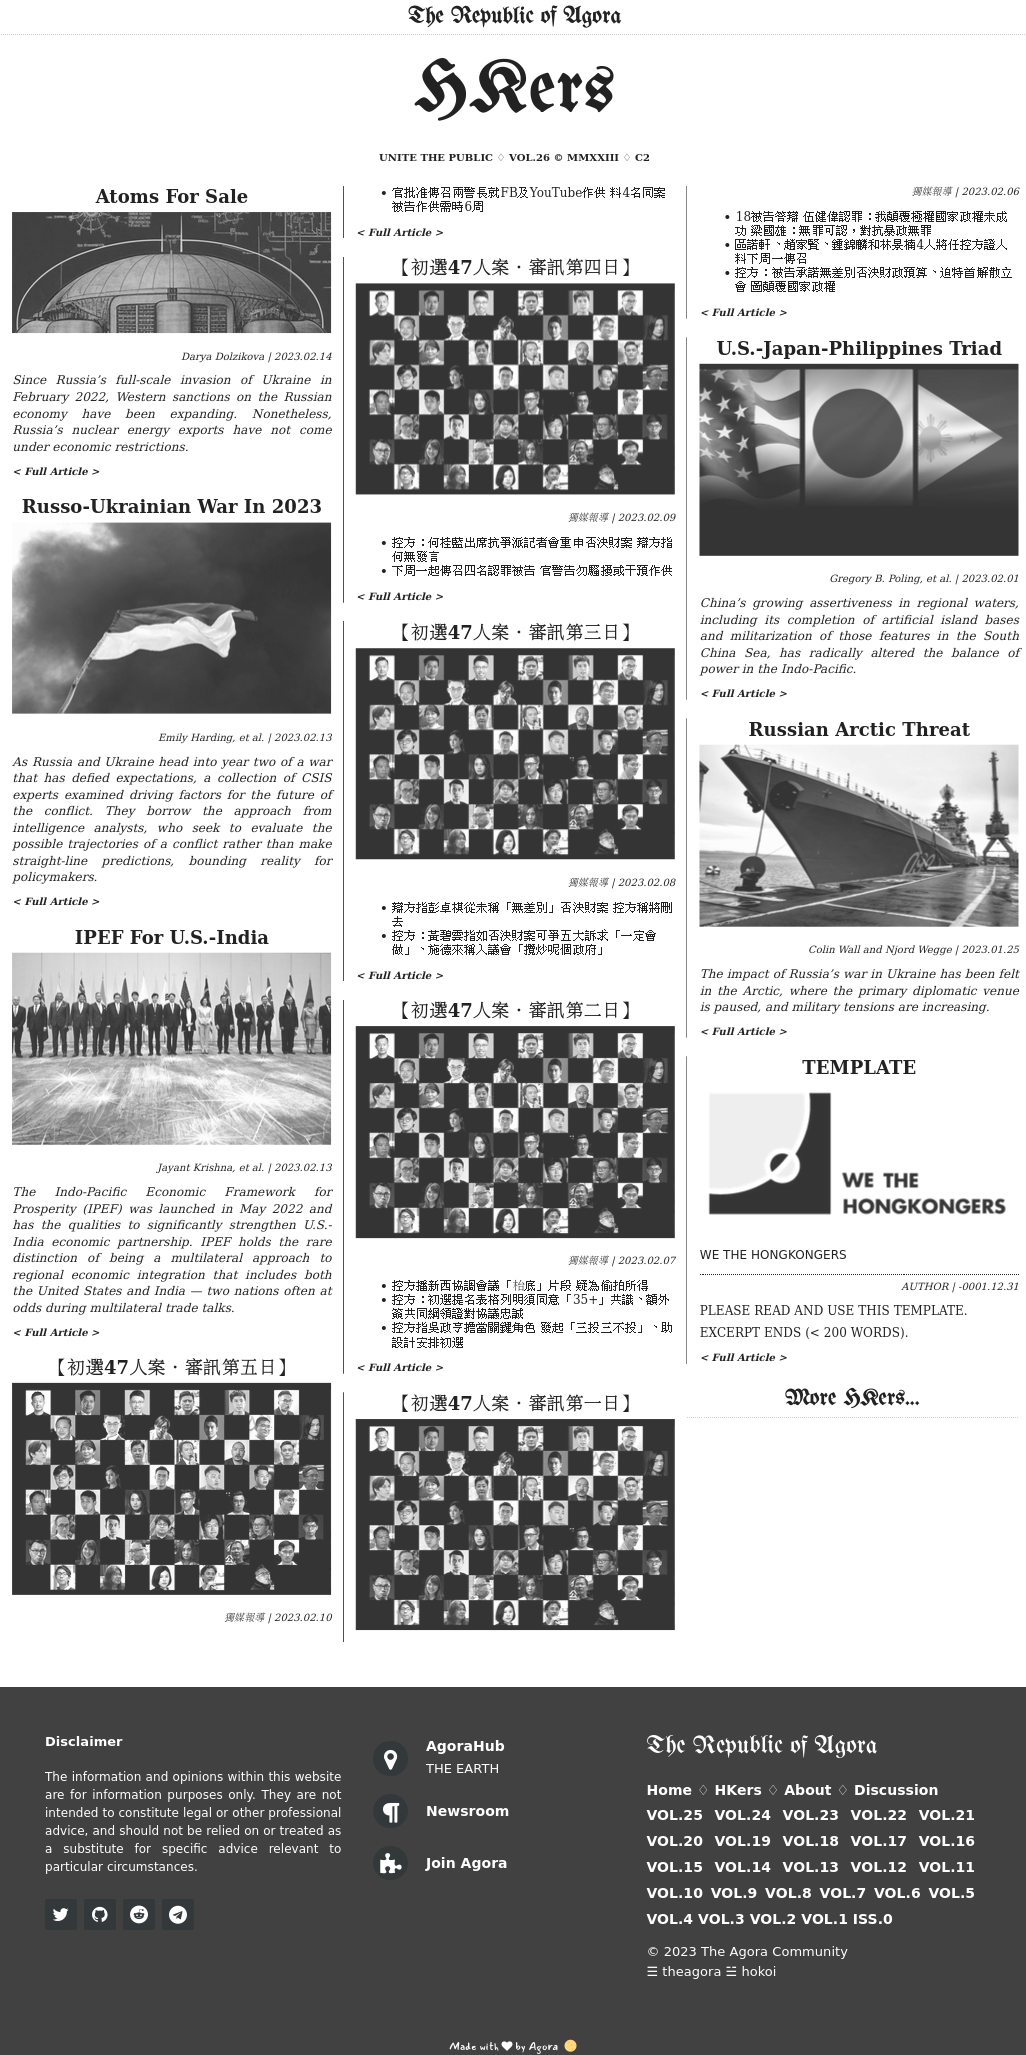 The Republic of Agora
HKers
UNITE THE PUBLIC ♢ VOL.26 © MMXXIII ♢ C2
Atoms For Sale
Darya Dolzikova | 2023.02.14
Since Russia’s full-scale invasion of Ukraine in
February 2022, Western sanctions on the Russian
economy have been expanding. Nonetheless,
Russia’s nuclear energy exports have not come
under economic restrictions.
< Full Article >
Russo-Ukrainian War In 2023
Emily Harding, et al. | 2023.02.13
As Russia and Ukraine head into year two of a war
that has defied expectations, a collection of CSIS
experts examined driving factors for the future of
the conflict. They borrow the approach from
intelligence analysts, who seek to evaluate the
possible trajectories of a conflict rather than make
straight-line predictions, bounding reality for
policymakers.
< Full Article >
IPEF For U.S.-India
Jayant Krishna, et al. | 2023.02.13
The Indo-Pacific Economic Framework for
Prosperity (IPEF) was launched in May 2022 and
has the qualities to significantly strengthen U.S.-
India economic partnership. IPEF holds the rare
distinction of being a multilateral approach to
regional economic integration that includes both
the United States and India — two nations often at
odds during multilateral trade talks.
< Full Article >
【初選47人案・審訊第五日】
獨媒報導 | 2023.02.10
• 官批准傳召兩警長就FB及YouTube作供 料4名同案
被告作供需時6周
< Full Article >
【初選47人案・審訊第四日】
獨媒報導 | 2023.02.09
• 控方：何桂藍出席抗爭派記者會重申否決財案 辯方指
何無發言
• 下周一起傳召四名認罪被告 官警告勿騷擾或干預作供
< Full Article >
【初選47人案・審訊第三日】
獨媒報導 | 2023.02.08
• 辯方指彭卓棋從未稱「無差別」否決財案 控方稱將刪
去
• 控方：黃碧雲指如否決財案可爭五大訴求「一定會
做」、施德來稱入議會「攬炒呢個政府」
< Full Article >
【初選47人案・審訊第二日】
獨媒報導 | 2023.02.07
• 控方播新西協調會議「枱底」片段 疑為偷拍所得
• 控方：初選提名表格列明須同意「35+」共識、額外
簽共同綱領證對協議忠誠
• 控方指吳政亨擔當關鍵角色 發起「三投三不投」、助
設計安排初選
< Full Article >
【初選47人案・審訊第一日】
獨媒報導 | 2023.02.06
• 18被告答辯 伍健偉認罪：我顛覆極權國家政權未成
功 梁國雄：無罪可認，對抗暴政無罪
• 區諾軒、趙家賢、鍾錦麟和林景楠4人將任控方證人
料下周一傳召
• 控方：被告承諾無差別否決財政預算、迫特首解散立
會 圖顛覆國家政權
< Full Article >
U.S.-Japan-Philippines Triad
Gregory B. Poling, et al. | 2023.02.01
China’s growing assertiveness in regional waters,
including its completion of artificial island bases
and militarization of those features in the South
China Sea, has radically altered the balance of
power in the Indo-Pacific.
< Full Article >
Russian Arctic Threat
Colin Wall and Njord Wegge | 2023.01.25
The impact of Russia’s war in Ukraine has been felt
in the Arctic, where the primary diplomatic venue
is paused, and military tensions are increasing.
< Full Article >
TEMPLATE
WE THE
HONGKONGERS
WE THE HONGKONGERS
AUTHOR | -0001.12.31
PLEASE READ AND USE THIS TEMPLATE.
EXCERPT ENDS (< 200 WORDS).
< Full Article >
More HKers...
Disclaimer
The information and opinions within this website
are for information purposes only. They are not
intended to constitute legal or other professional
advice, and should not be relied on or treated as
a substitute for specific advice relevant to
particular circumstances.
AgoraHub
THE EARTH
Newsroom
Join Agora
The Republic of Agora
Home ♢ HKers ♢ About ♢ Discussion
VOL.25 VOL.24 VOL.23 VOL.22 VOL.21
VOL.20 VOL.19 VOL.18 VOL.17 VOL.16
VOL.15 VOL.14 VOL.13 VOL.12 VOL.11
VOL.10 VOL.9 VOL.8 VOL.7 VOL.6 VOL.5
VOL.4 VOL.3 VOL.2 VOL.1 ISS.0
© 2023 The Agora Community
☰ theagora ☱ hokoi
Made with ❤ by Agora